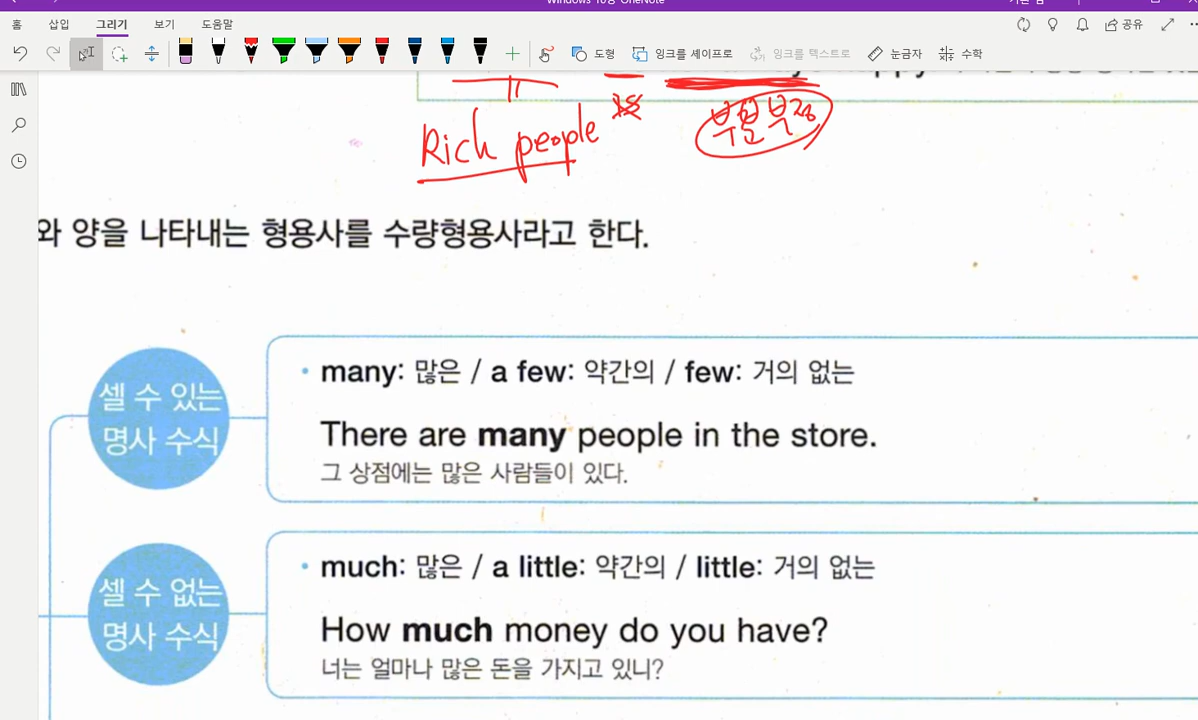 홈 삽입 그리기 보기 도움말
공유
도형 잉크를 셰이프로 잉크를 텍스트로 눈금자 수학
Rich people
부분부정
와 양을 나타내는 형용사를 수량형용사라고 한다.
셀 수 있는
명사 수식
• many: 많은 / a few: 약간의 / few: 거의 없는
There are many people in the store.
그 상점에는 많은 사람들이 있다.
셀 수 없는
명사 수식
• much: 많은 / a little: 약간의 / little: 거의 없는
How much money do you have?
너는 얼마나 많은 돈을 가지고 있니?